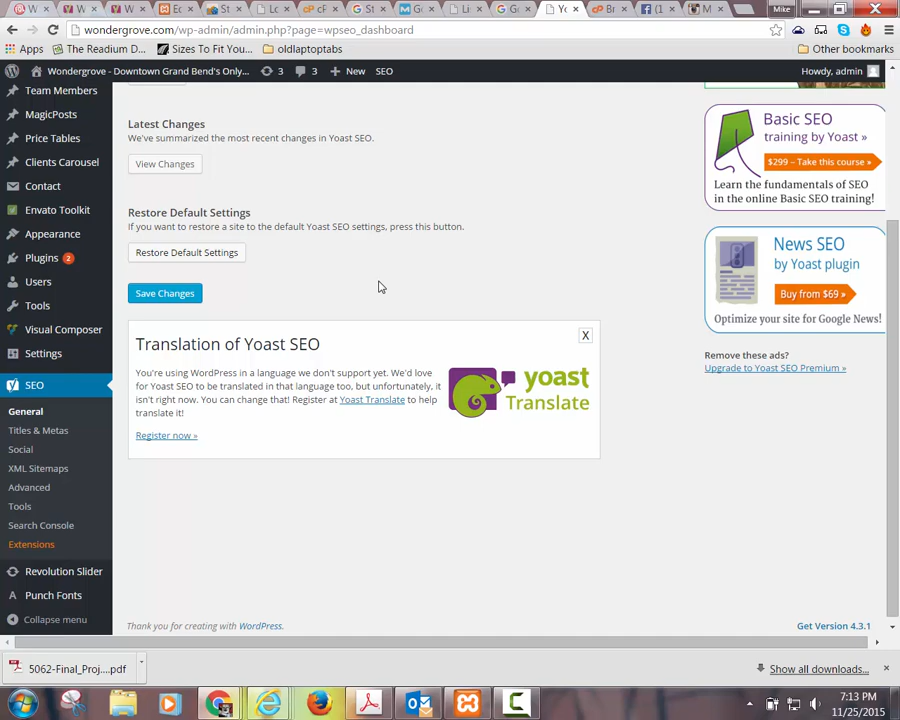 W
W
W
Ec
St
Lo
cP
G St
Go
Li
Go
Yo
Br
(1
M
Mike
wondergrove.com/wp-admin/admin.php?page=wpseo_dashboard
Apps
The Readium D...
Sizes To Fit You...
oldlaptoptabs
Other bookmarks
Wondergrove - Downtown Grand Bend's Only...
3
3
New
SEO
Howdy, admin
Team Members
MagicPosts
Price Tables
Clients Carousel
Contact
Envato Toolkit
Appearance
Plugins 2
Users
Tools
Visual Composer
Settings
SEO
General
Titles & Metas
Social
XML Sitemaps
Advanced
Tools
Search Console
Extensions
Revolution Slider
Punch Fonts
Collapse menu
Latest Changes
We've summarized the most recent changes in Yoast SEO.
View Changes
Restore Default Settings
If you want to restore a site to the default Yoast SEO settings, press this button.
Restore Default Settings
Save Changes
Translation of Yoast SEO
X
You're using WordPress in a language we don't support yet. We'd love
for Yoast SEO to be translated in that language too, but unfortunately, it
isn't right now. You can change that! Register at Yoast Translate to help
translate it!
Register now »
yoast
Translate
Basic SEO
training by Yoast »
$299 – Take this course »
Learn the fundamentals of SEO
in the online Basic SEO training!
News SEO
by Yoast plugin
Buy from $69 »
Optimize your site for Google News!
Remove these ads?
Upgrade to Yoast SEO Premium »
Thank you for creating with WordPress.
Get Version 4.3.1
5062-Final_Proj....pdf
Show all downloads...
7:13 PM
11/25/2015